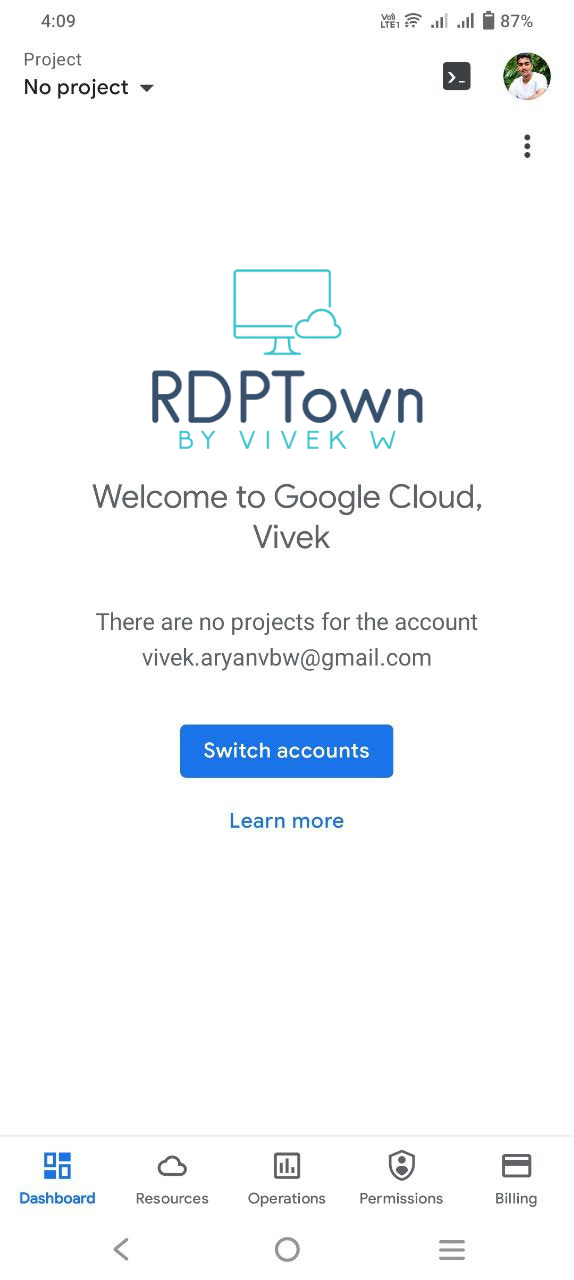 4:09
Vo))
LTE1
87%
Project
No project
RDPTown
BY VIVEK W
Welcome to Google Cloud,
Vivek
There are no projects for the account
vivek.aryanvbw@gmail.com
Switch accounts
Learn more
Dashboard
Resources
Operations
Permissions
Billing